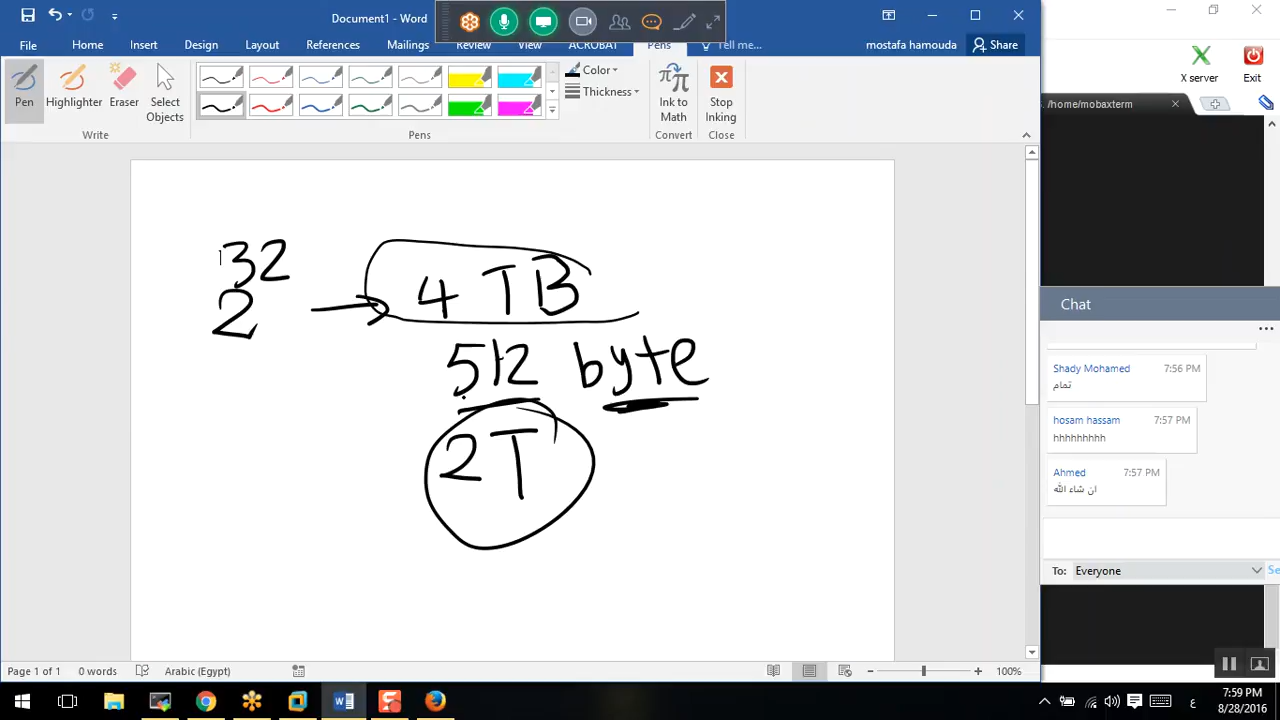 Document1 - Word
File
Home
Insert
Design
Layout
References
Mailings
Review
View
ACROBAT
Pens
Tell me...
mostafa hamouda
Share
Pen
Highlighter
Eraser
Select Objects
Color
Thickness
Ink to Math
Stop Inking
Write
Pens
Convert
Close
X server
Exit
/home/mobaxterm
32
2
4 TB
512 byte
2T
Chat
Shady Mohamed 7:56 PM
تمام
hosam hassam 7:57 PM
hhhhhhhhh
Ahmed 7:57 PM
ان شاء الله
To: Everyone
Se
Page 1 of 1
0 words
Arabic (Egypt)
100%
ع
7:59 PM
8/28/2016